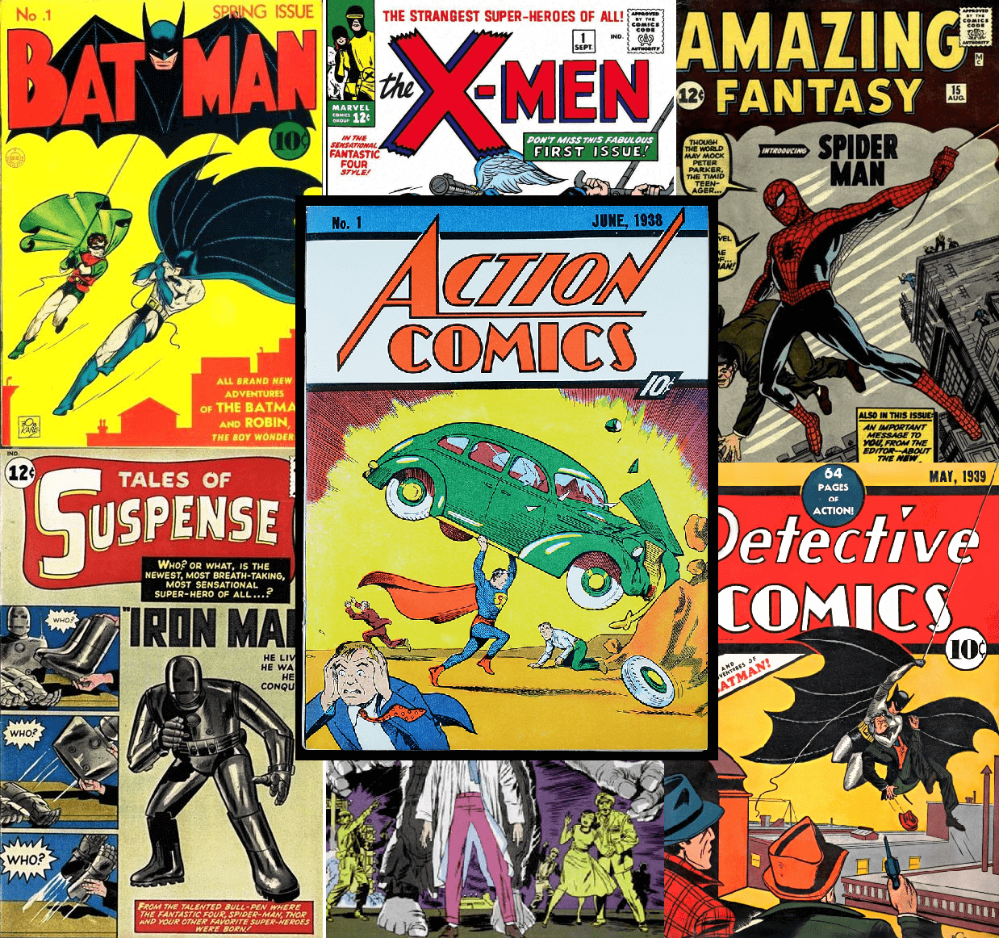 No.1
SPRING ISSUE
BATMAN
10¢
ALL BRAND NEW
ADVENTURES
OF THE BATMA
AND ROBIN,
THE BOY WONDER
BOB
KANE
THE STRANGEST SUPER-HEROES OF ALL!
1
SEPT.
IND.
APPROVED
BY THE
COMICS
CODE
AUTHORITY
the X-MEN
MARVEL
COMICS
GROUP 12¢
IN THE
SENSATIONAL
FANTASTIC
FOUR
STYLE!
DON'T MISS THIS FABULOUS
FIRST ISSUE!
AMAZING
FANTASY
APPROVED
BY THE
COMICS
CODE
AUTHORITY
MC
12¢
15
AUG.
INTRODUCING
SPIDER
MAN
THOUGH
THE WORLD
MAY MOCK
PETER
PARKER,
THE TIMID
TEEN-
AGER...
VEL
ME
OF...
MAN!
ALSO IN THIS ISSUE:
AN IMPORTANT
MESSAGE TO
YOU, FROM THE
EDITOR--ABOUT
THE NEW
No. 1
JUNE, 1938
ACTION
COMICS
10¢
S
IND.
12¢
TALES OF
SUSPENSE
WHO? OR WHAT, IS THE
NEWEST, MOST BREATH-TAKING,
MOST SENSATIONAL
SUPER-HERO OF ALL...?
"IRON MAN
HE LIV
HE WA
HE
CONQU
WHO?
WHO?
WHO?
FROM THE TALENTED BULL-PEN WHERE
THE FANTASTIC FOUR, SPIDER-MAN, THOR
AND YOUR OTHER FAVORITE SUPER-HEROES
WERE BORN!
64
PAGES
OF
ACTION!
MAY, 1939
Detective
COMICS
10¢
AND
VENTURES OF
ATMAN!